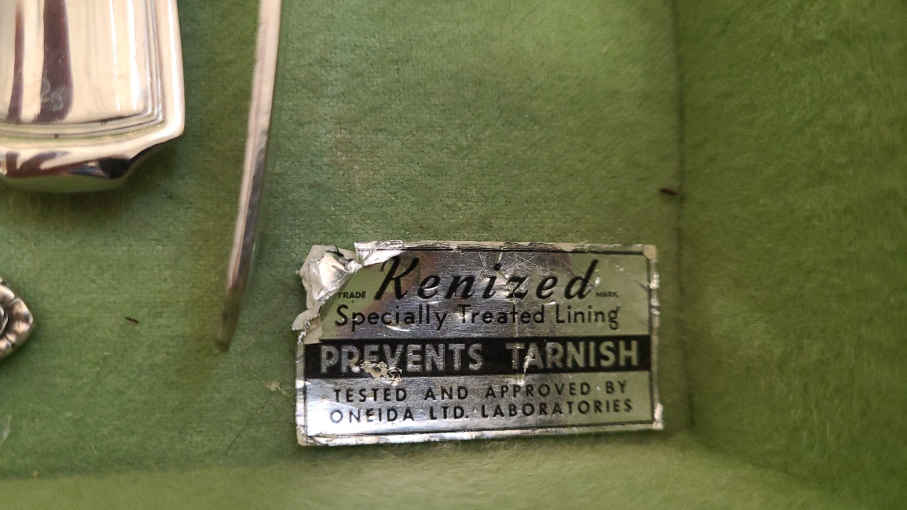 Kenized
TRADE MARK
Specially Treated Lining
PREVENTS TARNISH
TESTED AND APPROVED BY
ONEIDA LTD. LABORATORIES